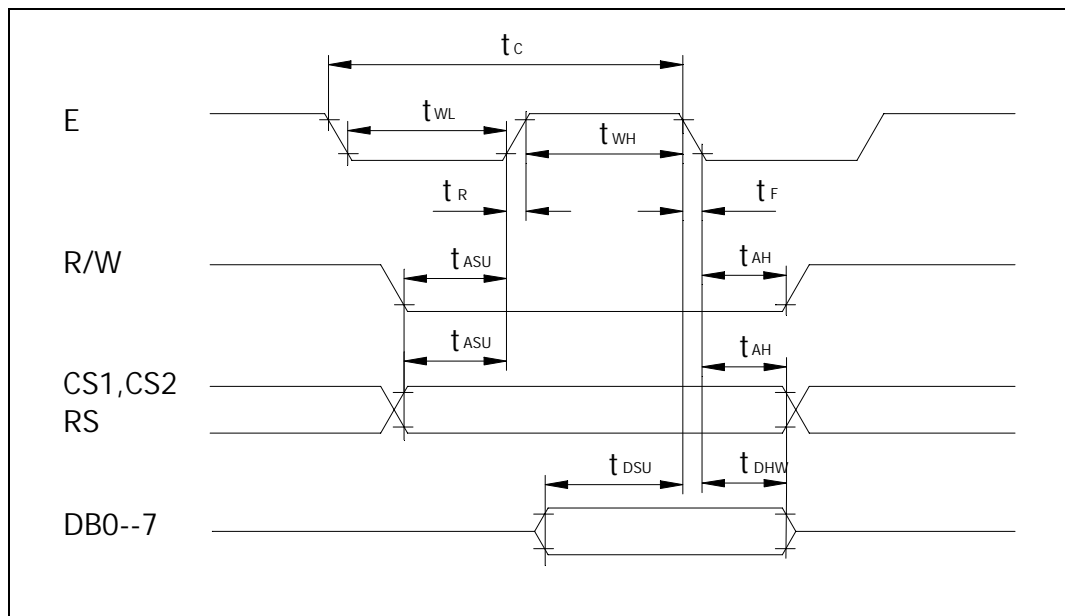 tC
E
tWL
tWH
tR
tF
R/W
tASU
tAH
tASU
tAH
CS1,CS2
RS
tDSU
tDHW
DB0--7